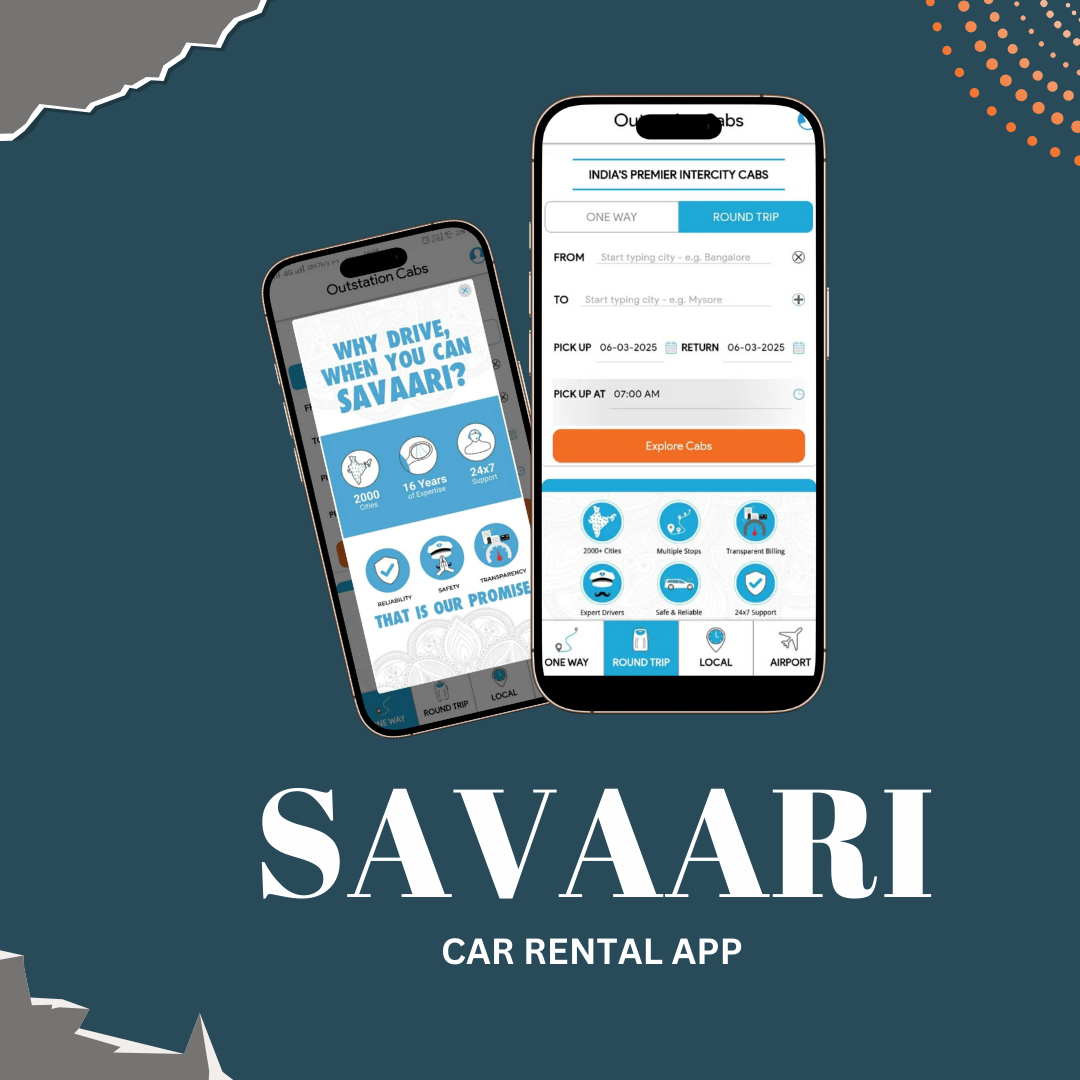 Outstation Cabs
WHY DRIVE,
WHEN YOU CAN
SAVAARI?
2000
Cities
16 Years
of Expertise
24x7
Support
RELIABILITY
SAFETY
TRANSPARENCY
THAT IS OUR PROMISE
ROUND TRIP
LOCAL
INDIA'S PREMIER INTERCITY CABS
ONE WAY
ROUND TRIP
FROM Start typing city - e.g. Bangalore
TO Start typing city - e.g. Mysore
PICK UP 06-03-2025 RETURN 06-03-2025
PICK UP AT 07:00 AM
Explore Cabs
2000+ Cities
Multiple Stops
Transparent Billing
Expert Drivers
Safe & Reliable
24x7 Support
ONE WAY
ROUND TRIP
LOCAL
AIRPORT
SAVAARI
CAR RENTAL APP